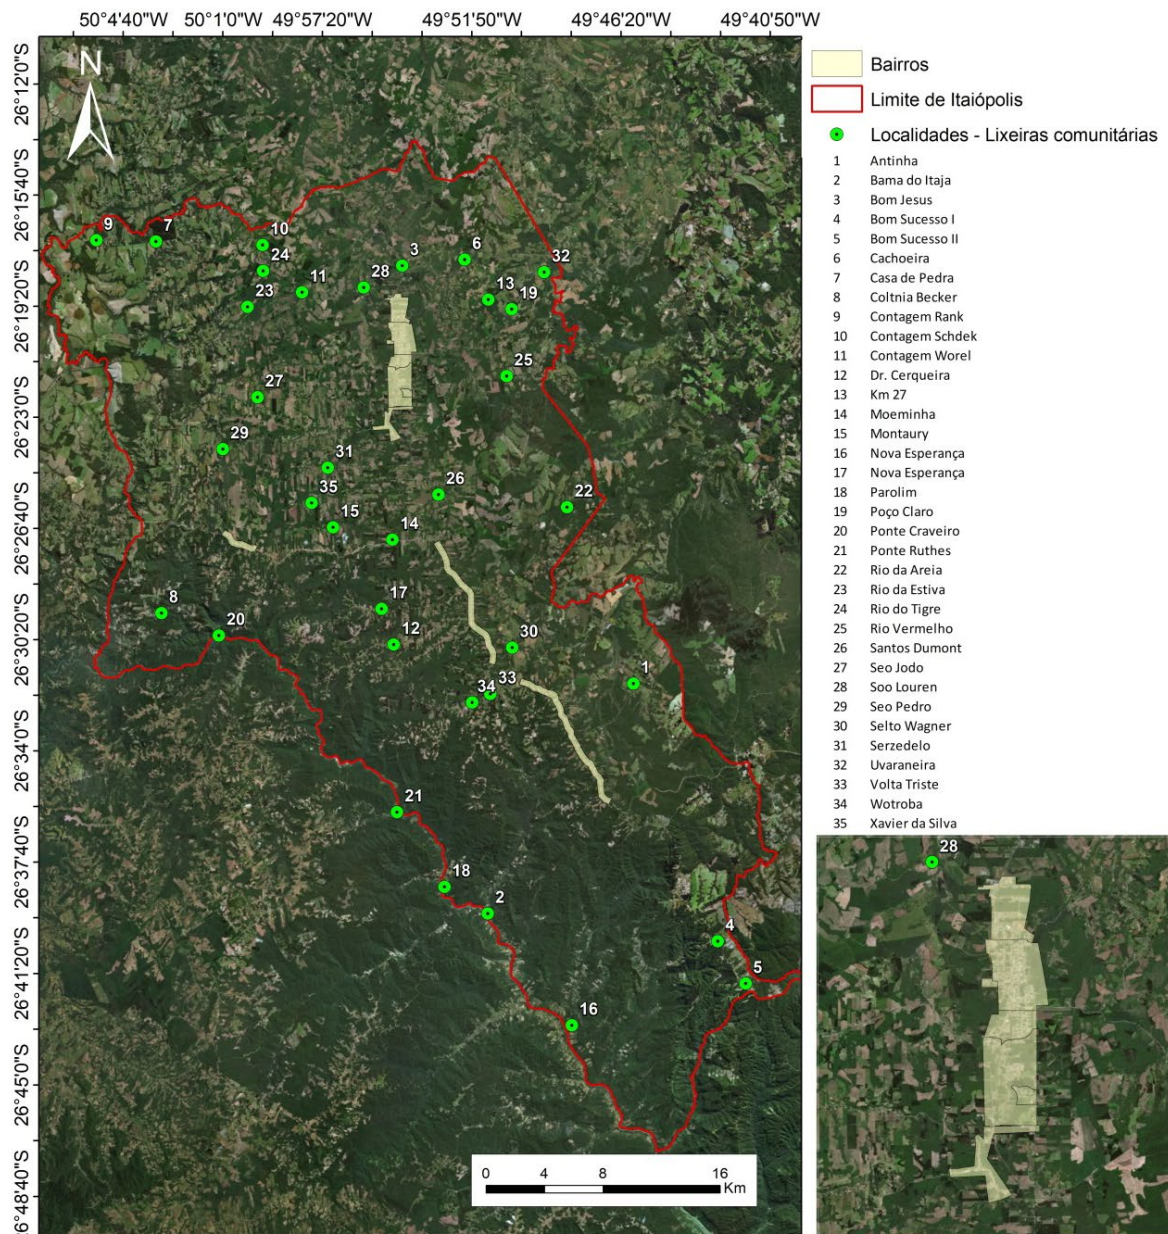 50°4'40"W 50°1'0"W 49°57'20"W 49°51'50"W 49°46'20"W 49°40'50"W
26°12'0"S
26°15'40"S
26°19'20"S
26°23'0"S
26°26'40"S
26°30'20"S
26°34'0"S
26°37'40"S
26°41'20"S
26°45'0"S
26°48'40"S
N
9
7
10
24
23
11
28
3
6
32
13
19
25
27
29
31
35
15
26
14
22
8
20
17
12
30
33
34
1
21
18
2
4
5
16
0 4 8 16
Km
Bairros
Limite de Itaiópolis
Localidades - Lixeiras comunitárias
1 Antinha
2 Bama do Itaja
3 Bom Jesus
4 Bom Sucesso I
5 Bom Sucesso II
6 Cachoeira
7 Casa de Pedra
8 Coltnia Becker
9 Contagem Rank
10 Contagem Schdek
11 Contagem Worel
12 Dr. Cerqueira
13 Km 27
14 Moeminha
15 Montaury
16 Nova Esperança
17 Nova Esperança
18 Parolim
19 Poço Claro
20 Ponte Craveiro
21 Ponte Ruthes
22 Rio da Areia
23 Rio da Estiva
24 Rio do Tigre
25 Rio Vermelho
26 Santos Dumont
27 Seo Jodo
28 Soo Louren
29 Seo Pedro
30 Selto Wagner
31 Serzedelo
32 Uvaraneira
33 Volta Triste
34 Wotroba
35 Xavier da Silva
28